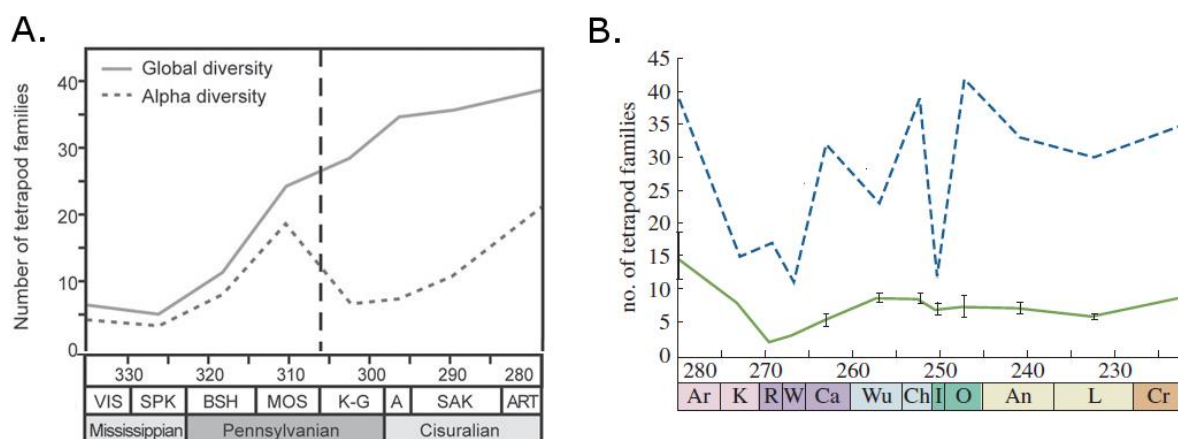 A.
Number of tetrapod families
40
30
20
10
0
Global diversity
Alpha diversity
330 320 310 300 290 280
VIS SPK BSH MOS K-G A SAK ART
Mississippian Pennsylvanian Cisuralian
B.
no. of tetrapod families
45
40
35
30
25
20
15
10
5
0
280 270 260 250 240 230
Ar K R W Ca Wu Ch I O An L Cr